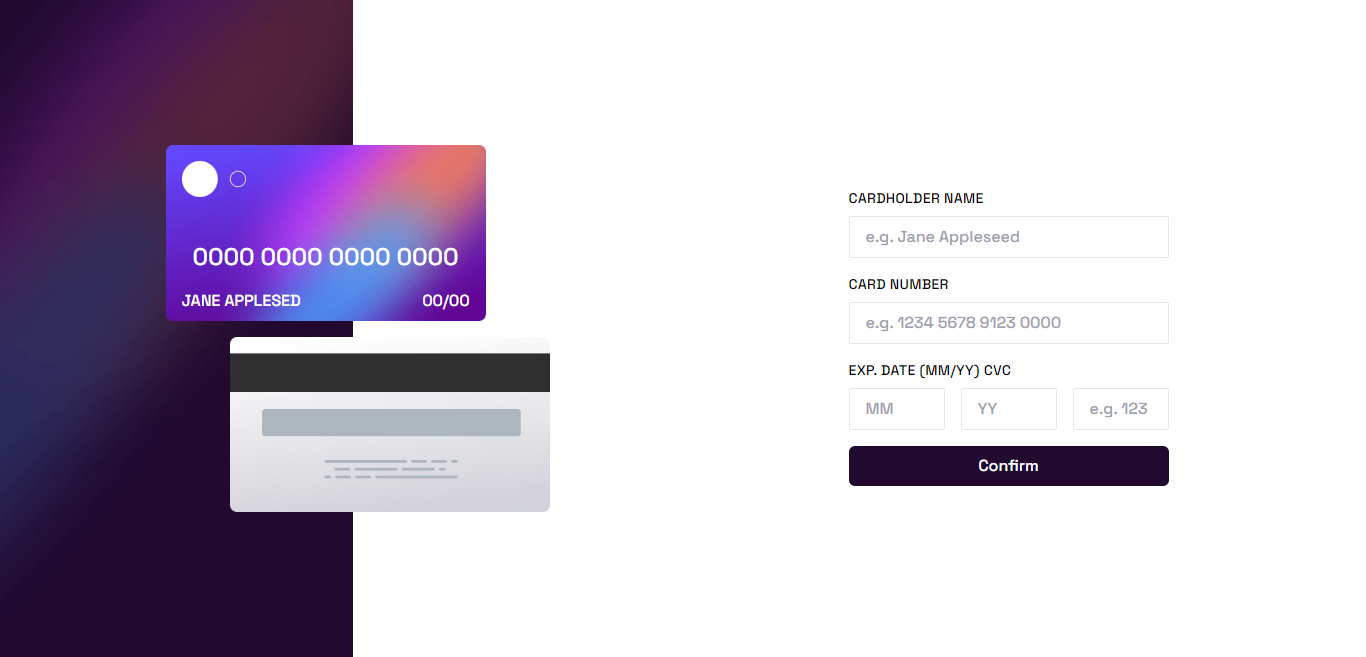 0000 0000 0000 0000
JANE APPLESED 00/00
CARDHOLDER NAME
e.g. Jane Appleseed
CARD NUMBER
e.g. 1234 5678 9123 0000
EXP. DATE (MM/YY) CVC
MM YY e.g. 123
Confirm